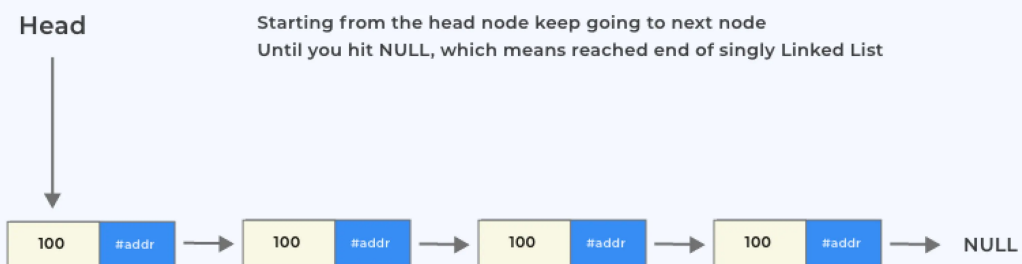 Head
Starting from the head node keep going to next node
Until you hit NULL, which means reached end of singly Linked List
100 #addr 100 #addr 100 #addr 100 #addr NULL